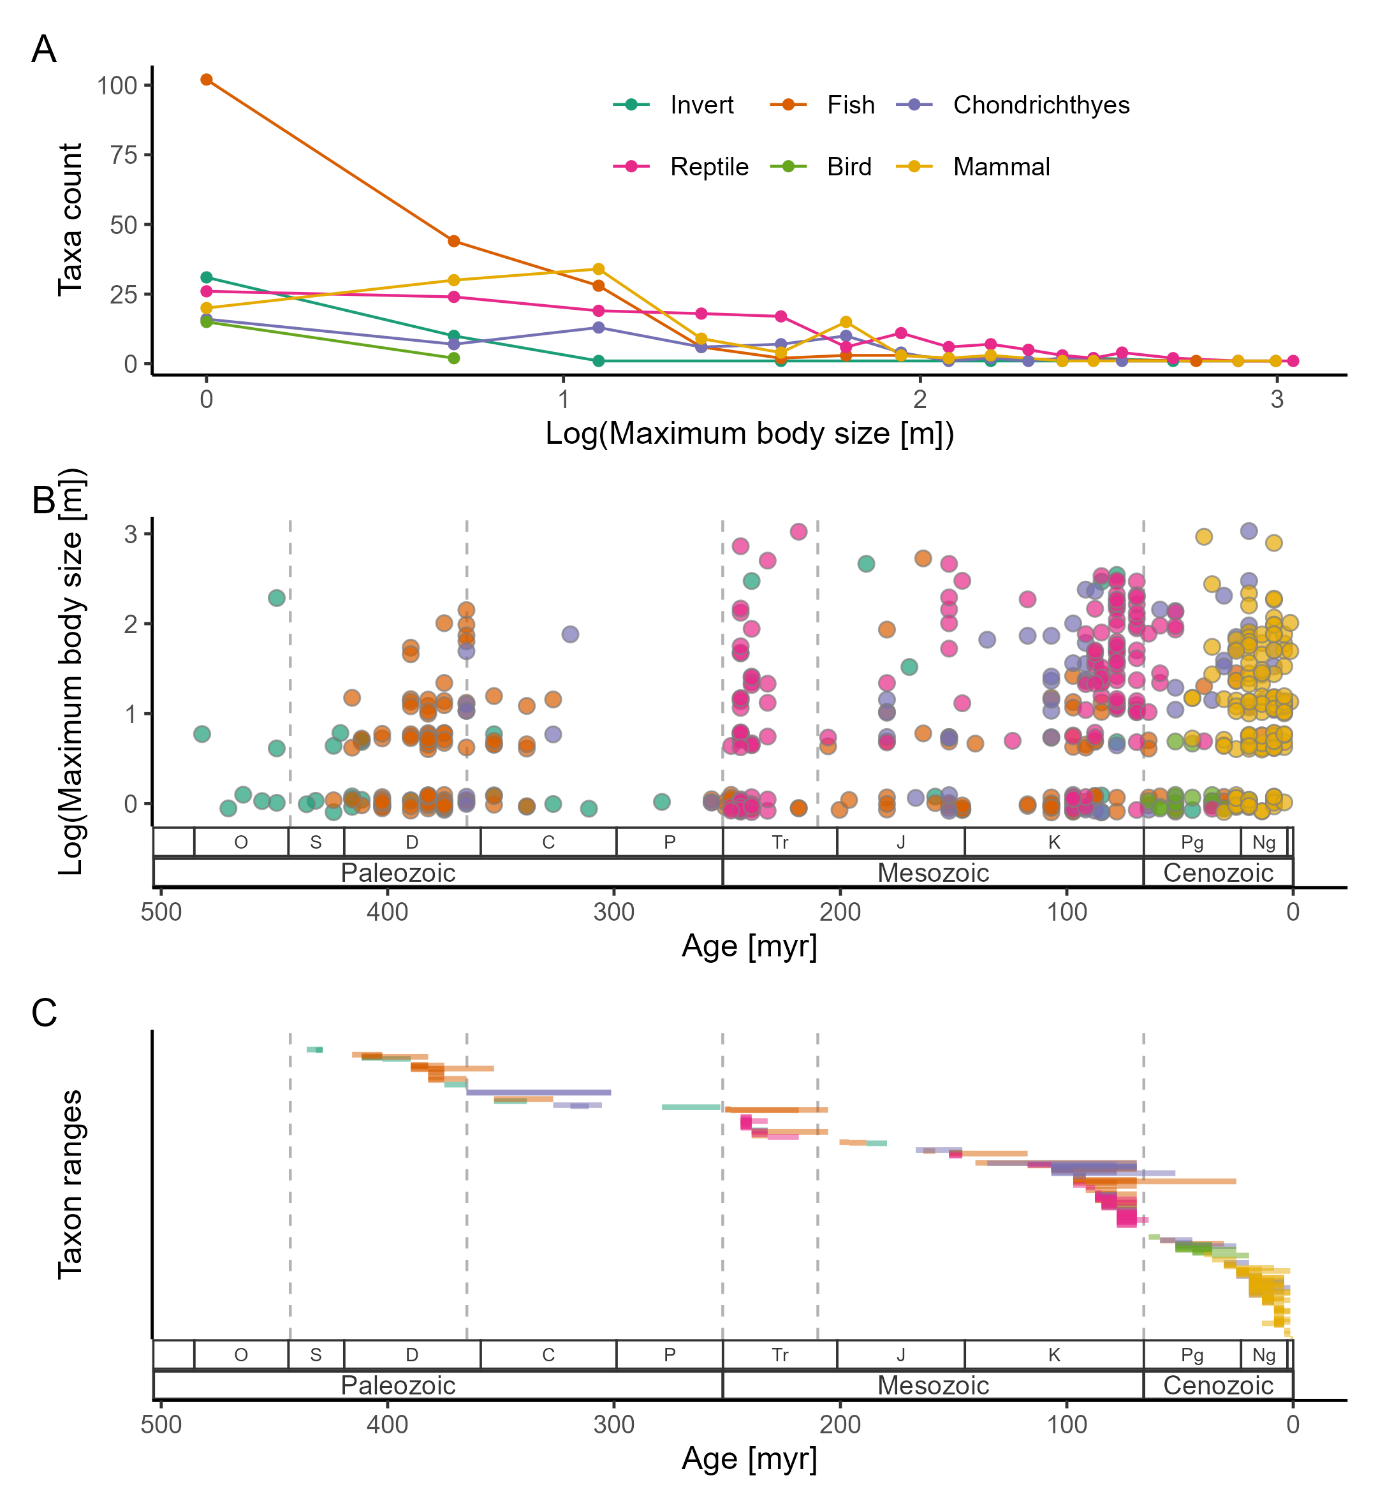 A
100
75
50
25
0
Taxa count
Invert Fish Chondrichthyes
Reptile Bird Mammal
0 1 2 3
Log(Maximum body size [m])
B
3
2
1
0
Log(Maximum body size [m])
O S D C P Tr J K Pg Ng
Paleozoic Mesozoic Cenozoic
500 400 300 200 100 0
Age [myr]
C
Taxon ranges
O S D C P Tr J K Pg Ng
Paleozoic Mesozoic Cenozoic
500 400 300 200 100 0
Age [myr]